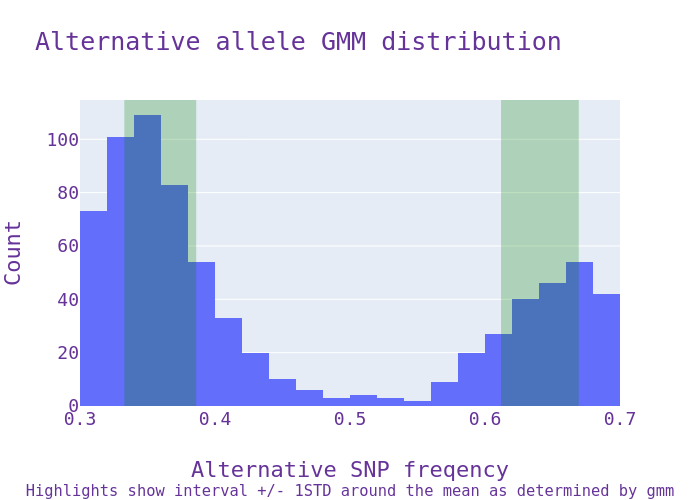 Alternative allele GMM distribution
Count
100
80
60
40
20
0
0.3 0.4 0.5 0.6 0.7
Alternative SNP freqency
Highlights show interval +/- 1STD around the mean as determined by gmm